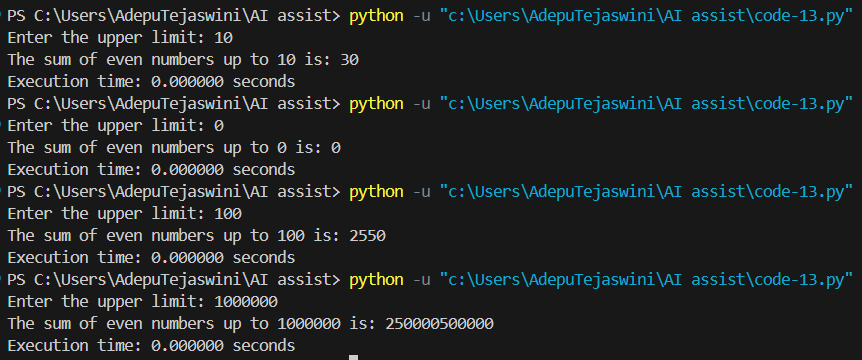 PS C:\Users\AdepuTejaswini\AI assist> python -u "c:\Users\AdepuTejaswini\AI assist\code-13.py"
Enter the upper limit: 10
The sum of even numbers up to 10 is: 30
Execution time: 0.000000 seconds
PS C:\Users\AdepuTejaswini\AI assist> python -u "c:\Users\AdepuTejaswini\AI assist\code-13.py"
Enter the upper limit: 0
The sum of even numbers up to 0 is: 0
Execution time: 0.000000 seconds
PS C:\Users\AdepuTejaswini\AI assist> python -u "c:\Users\AdepuTejaswini\AI assist\code-13.py"
Enter the upper limit: 100
The sum of even numbers up to 100 is: 2550
Execution time: 0.000000 seconds
PS C:\Users\AdepuTejaswini\AI assist> python -u "c:\Users\AdepuTejaswini\AI assist\code-13.py"
Enter the upper limit: 1000000
The sum of even numbers up to 1000000 is: 250000500000
Execution time: 0.000000 seconds